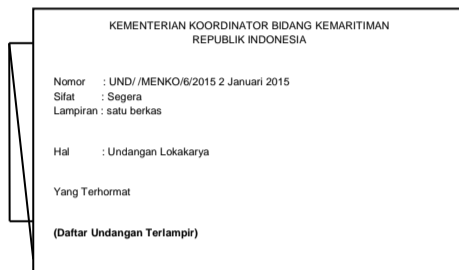 KEMENTERIAN KOORDINATOR BIDANG KEMARITIMAN
REPUBLIK INDONESIA
Nomor : UND/ /MENKO/6/2015 2 Januari 2015
Sifat : Segera
Lampiran : satu berkas
Hal : Undangan Lokakarya
Yang Terhormat
(Daftar Undangan Terlampir)